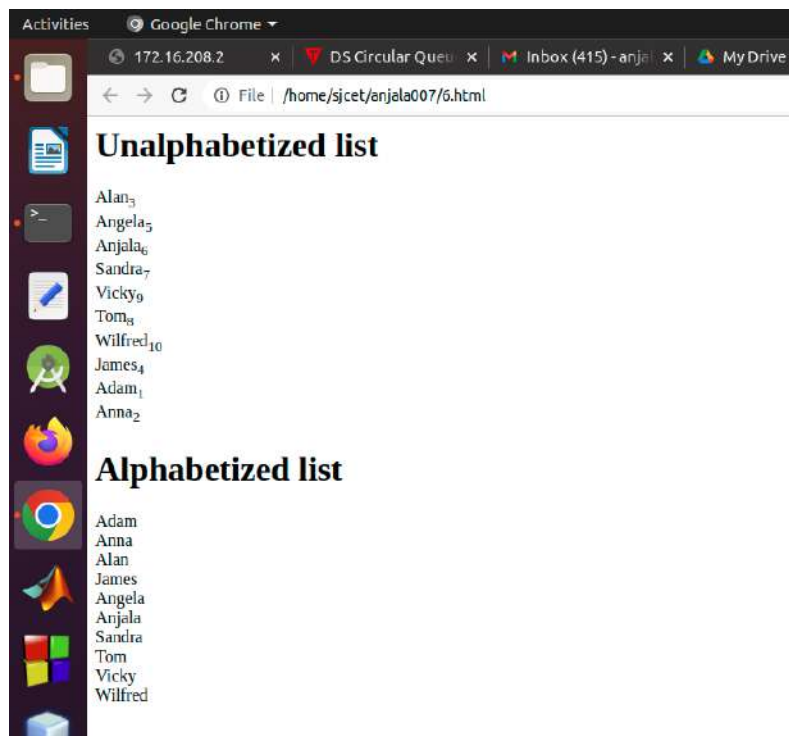 Activities Google Chrome
172.16.208.2 × DS Circular Queu × Inbox (415) - anjal × My Drive
File | /home/sjcet/anjala007/6.html
Unalphabetized list
Alan3
Angela5
Anjala6
Sandra7
Vicky9
Tom8
Wilfred10
James4
Adam1
Anna2
Alphabetized list
Adam
Anna
Alan
James
Angela
Anjala
Sandra
Tom
Vicky
Wilfred